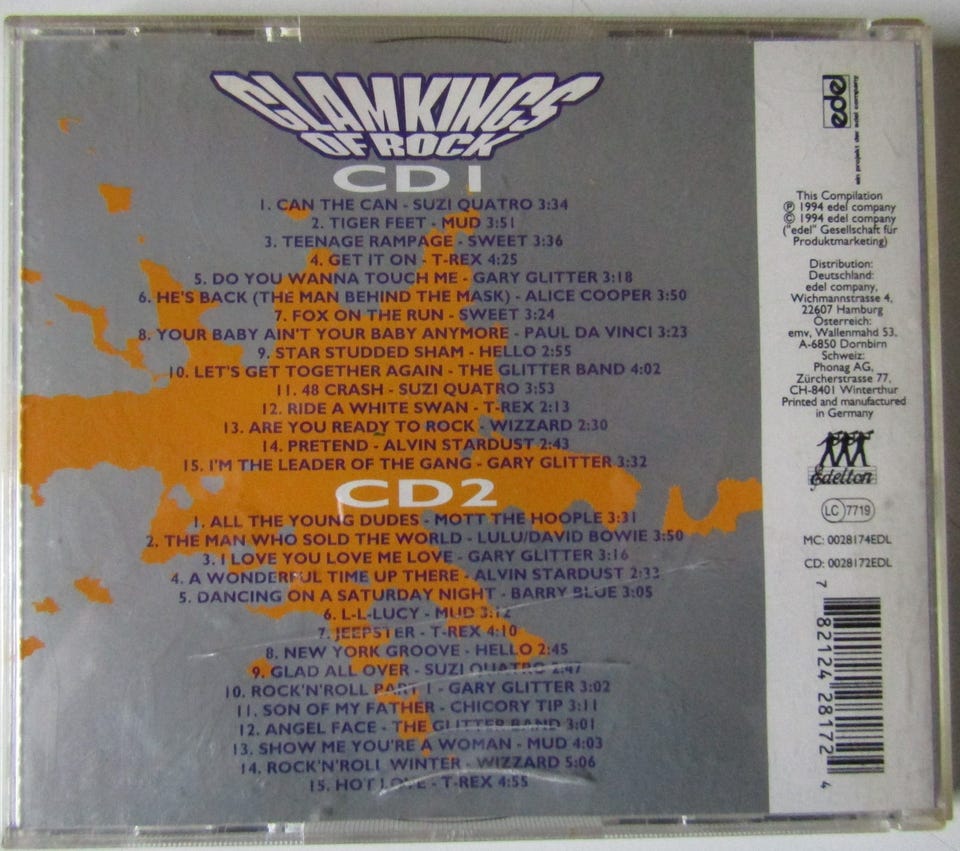 GLAM KINGS
OF ROCK
CD1
1. CAN THE CAN - SUZI QUATRO 3:34
2. TIGER FEET - MUD 3:51
3. TEENAGE RAMPAGE - SWEET 3:36
4. GET IT ON - T-REX 4:25
5. DO YOU WANNA TOUCH ME - GARY GLITTER 3:18
6. HE'S BACK (THE MAN BEHIND THE MASK) - ALICE COOPER 3:50
7. FOX ON THE RUN - SWEET 3:24
8. YOUR BABY AIN'T YOUR BABY ANYMORE - PAUL DA VINCI 3:23
9. STAR STUDDED SHAM - HELLO 2:55
10. LET'S GET TOGETHER AGAIN - THE GLITTER BAND 4:02
11. 48 CRASH - SUZI QUATRO 3:53
12. RIDE A WHITE SWAN - T-REX 2:13
13. ARE YOU READY TO ROCK - WIZZARD 2:30
14. PRETEND - ALVIN STARDUST 2:43
15. I'M THE LEADER OF THE GANG - GARY GLITTER 3:32
CD2
1. ALL THE YOUNG DUDES - MOTT THE HOOPLE 3:31
2. THE MAN WHO SOLD THE WORLD - LULU/DAVID BOWIE 3:50
3. I LOVE YOU LOVE ME LOVE - GARY GLITTER 3:16
4. A WONDERFUL TIME UP THERE - ALVIN STARDUST 2:33
5. DANCING ON A SATURDAY NIGHT - BARRY BLUE 3:05
6. L-L-LUCY - MUD 3:12
7. JEEPSTER - T-REX 4:10
8. NEW YORK GROOVE - HELLO 2:45
9. GLAD ALL OVER - SUZI QUATRO 2:47
10. ROCK'N'ROLL PART I - GARY GLITTER 3:02
11. SON OF MY FATHER - CHICORY TIP 3:11
12. ANGEL FACE - THE GLITTER BAND 3:01
13. SHOW ME YOU'RE A WOMAN - MUD 4:03
14. ROCK'N'ROLL WINTER - WIZZARD 5:06
15. HOT LOVE - T-REX 4:55
edel
ein projekt der edel company
This Compilation
℗ 1994 edel company
© 1994 edel company
("edel" Gesellschaft für
Produktmarketing)
Distribution:
Deutschland:
edel company,
Wichmannstrasse 4,
22607 Hamburg
Österreich:
emv, Wallenmahd 53,
A-6850 Dornbirn
Schweiz:
Phonag AG,
Zürcherstrasse 77,
CH-8401 Winterthur
Printed and manufactured
in Germany
Edelton
LC 7719
MC: 0028174EDL
CD: 0028172EDL
7 82124 28172 4